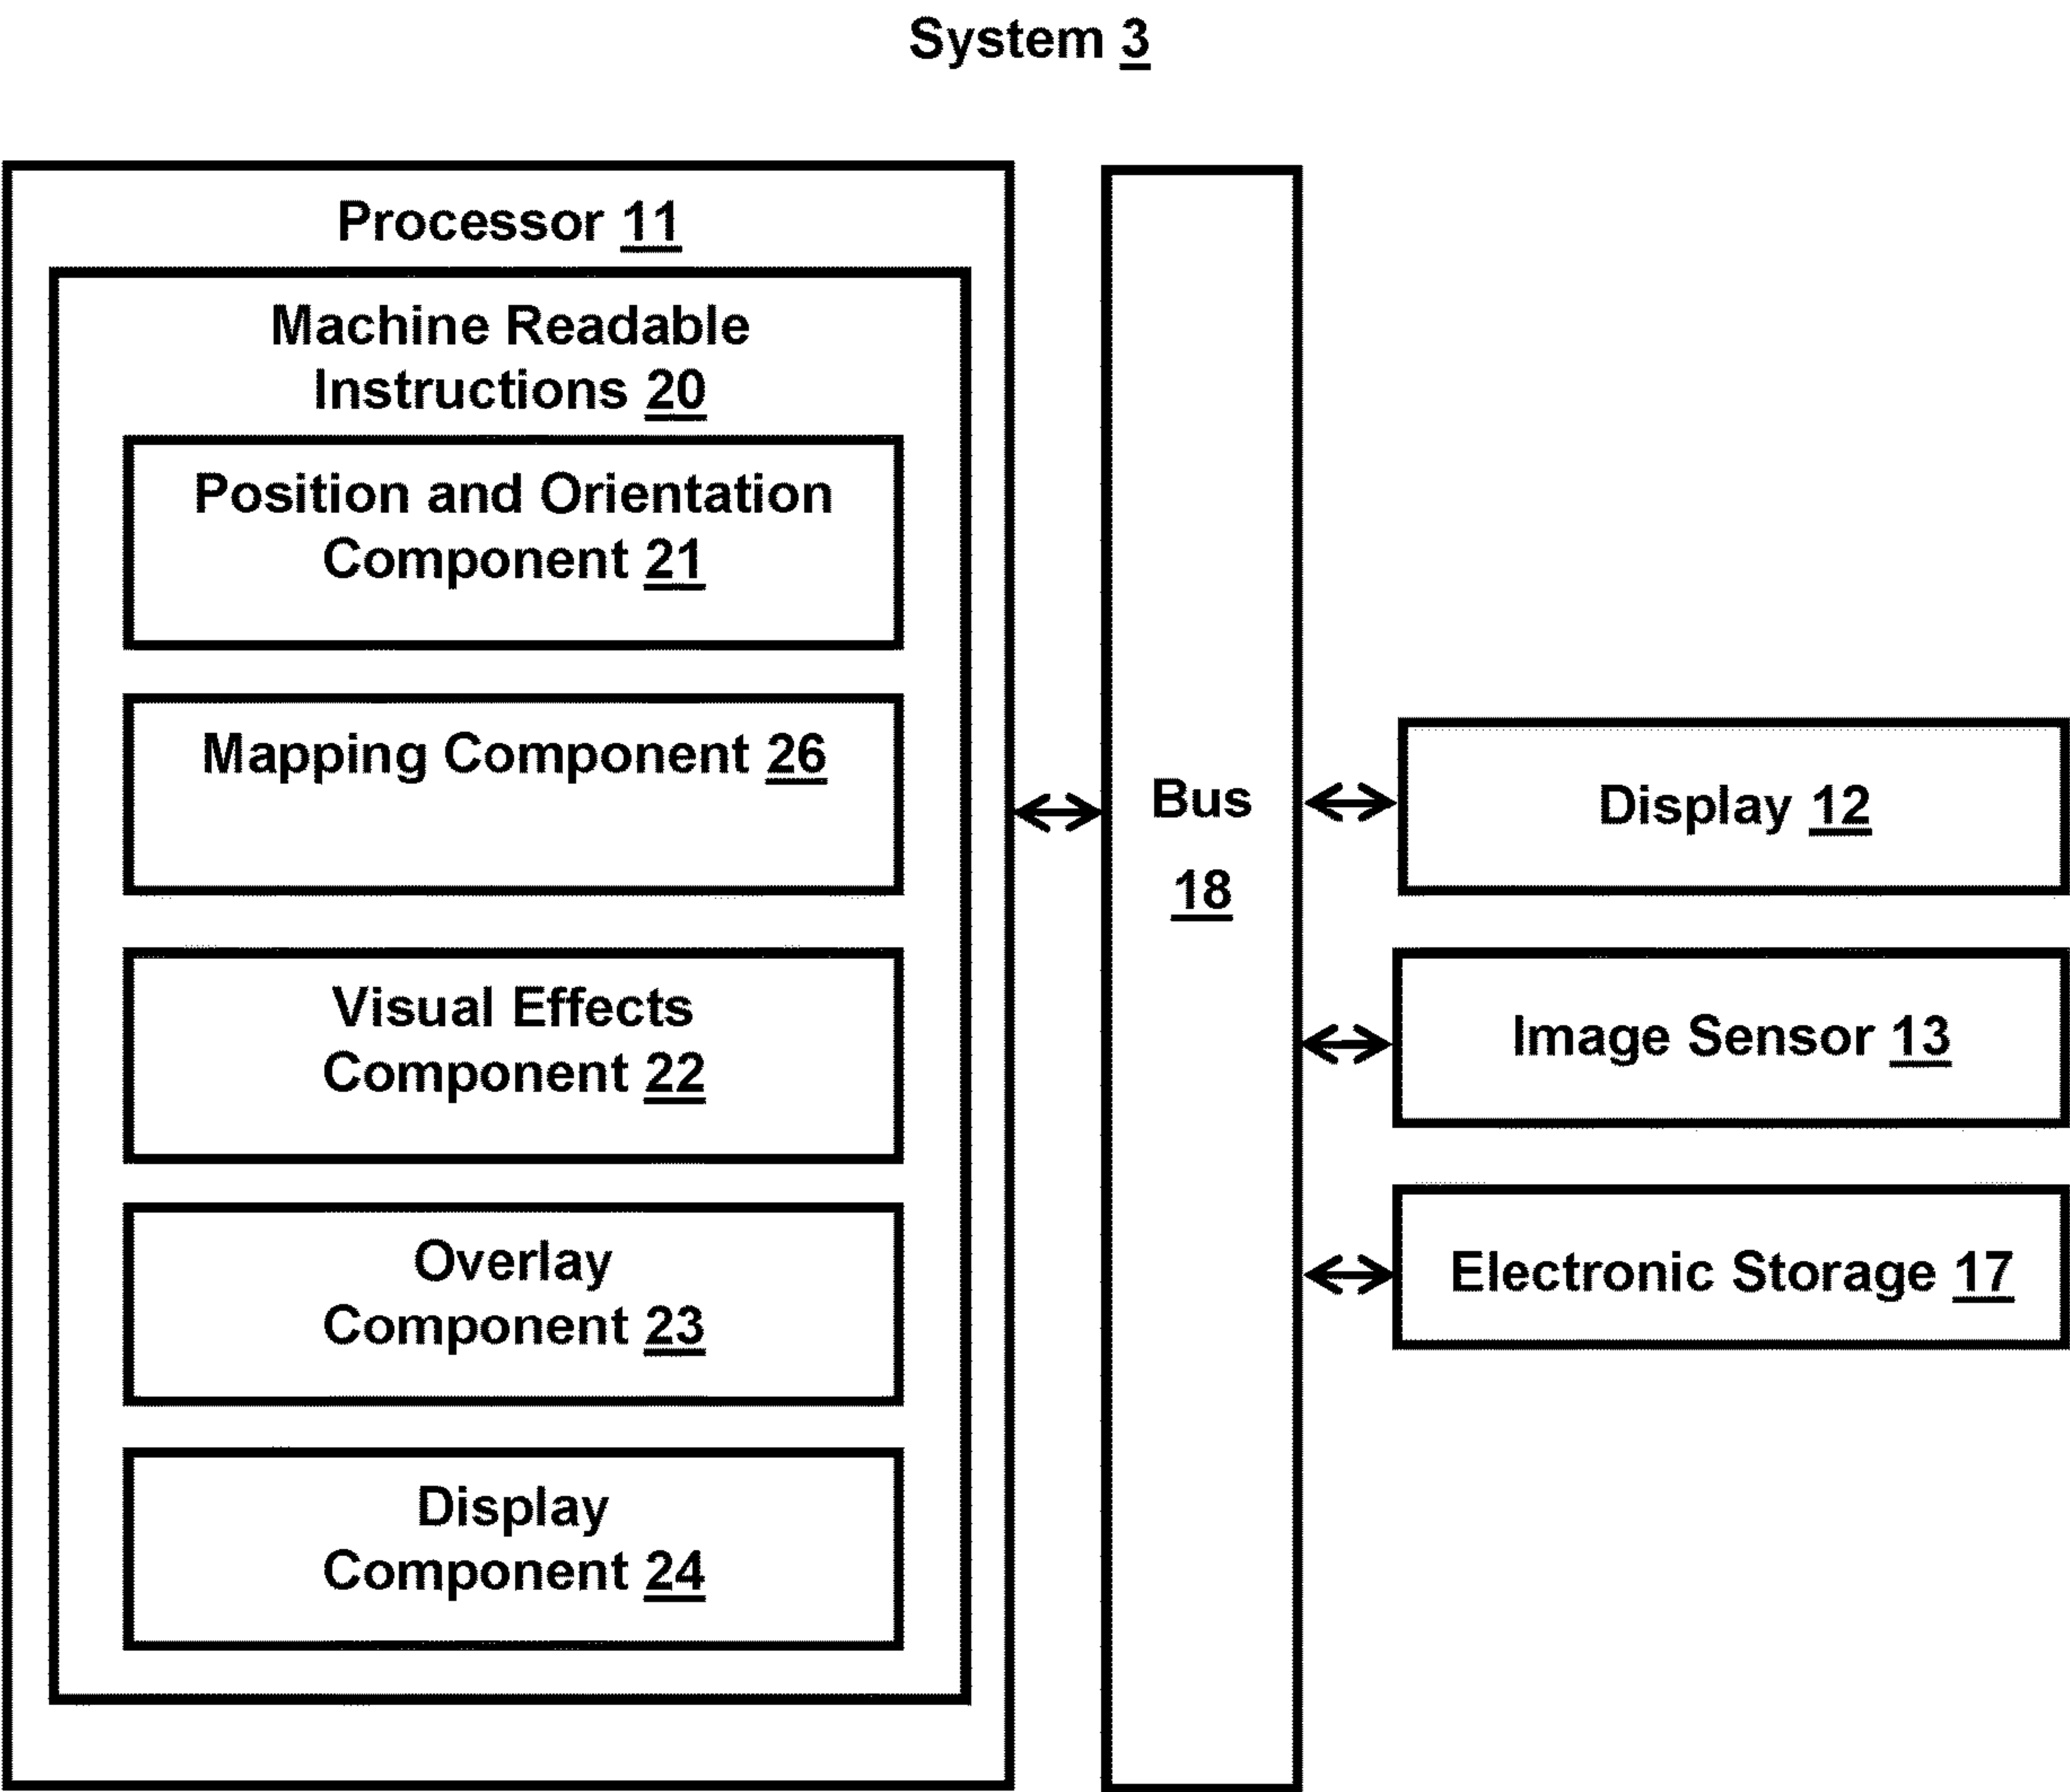 System 3
Processor 11
Machine Readable
Instructions 20
Position and Orientation
Component 21
Mapping Component 26
Visual Effects
Component 22
Overlay
Component 23
Display
Component 24
Bus
18
Display 12
Image Sensor 13
Electronic Storage 17